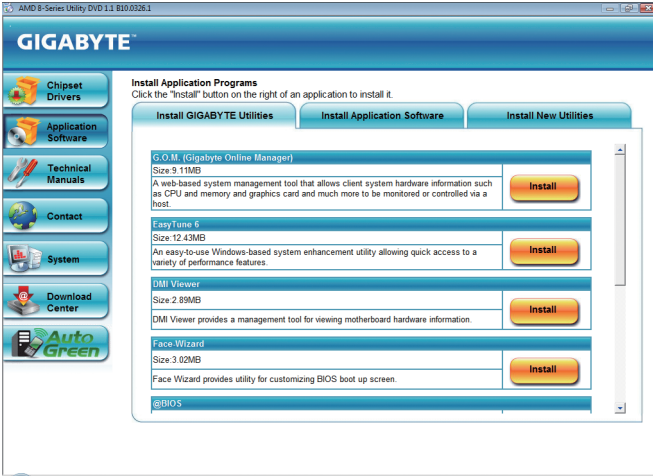 AMD 8-Series Utility DVD 1.1 B10.0326.1
GIGABYTE™
Chipset
Drivers
Application
Software
Technical
Manuals
Contact
System
Download
Center
Auto
Green
Install Application Programs
Click the "Install" button on the right of an application to install it.
Install GIGABYTE Utilities
Install Application Software
Install New Utilities
G.O.M. (Gigabyte Online Manager)
Size:9.11MB
A web-based system management tool that allows client system hardware information such
as CPU and memory and graphics card and much more to be monitored or controlled via a
host.
Install
EasyTune 6
Size:12.43MB
An easy-to-use Windows-based system enhancement utility allowing quick access to a
variety of performance features.
Install
DMI Viewer
Size:2.89MB
DMI Viewer provides a management tool for viewing motherboard hardware information.
Install
Face-Wizard
Size:3.02MB
Face Wizard provides utility for customizing BIOS boot up screen.
Install
@BIOS